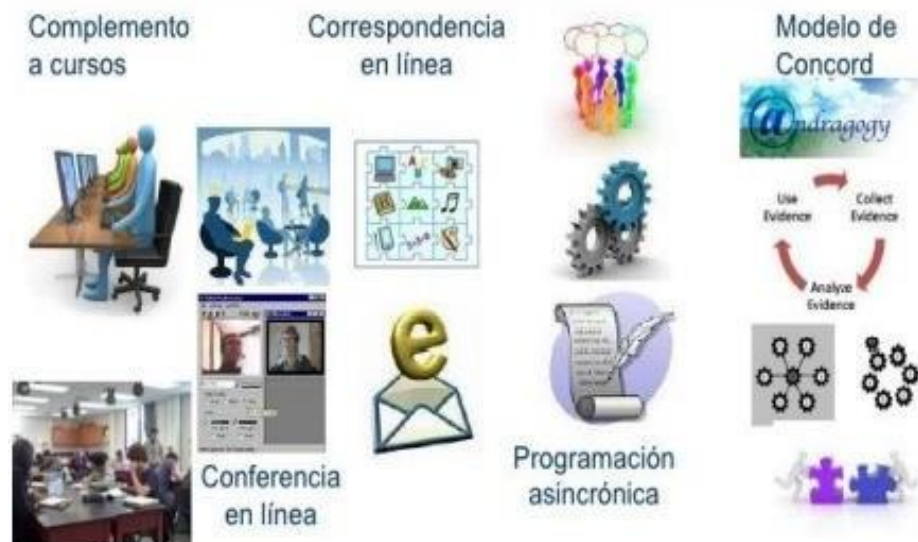 Complemento
a cursos
Correspondencia
en línea
Modelo de
Concord
@ndragogy
Use
Evidence
Collect
Evidence
Analyze
Evidence
e
Conferencia
en línea
Programación
asincrónica